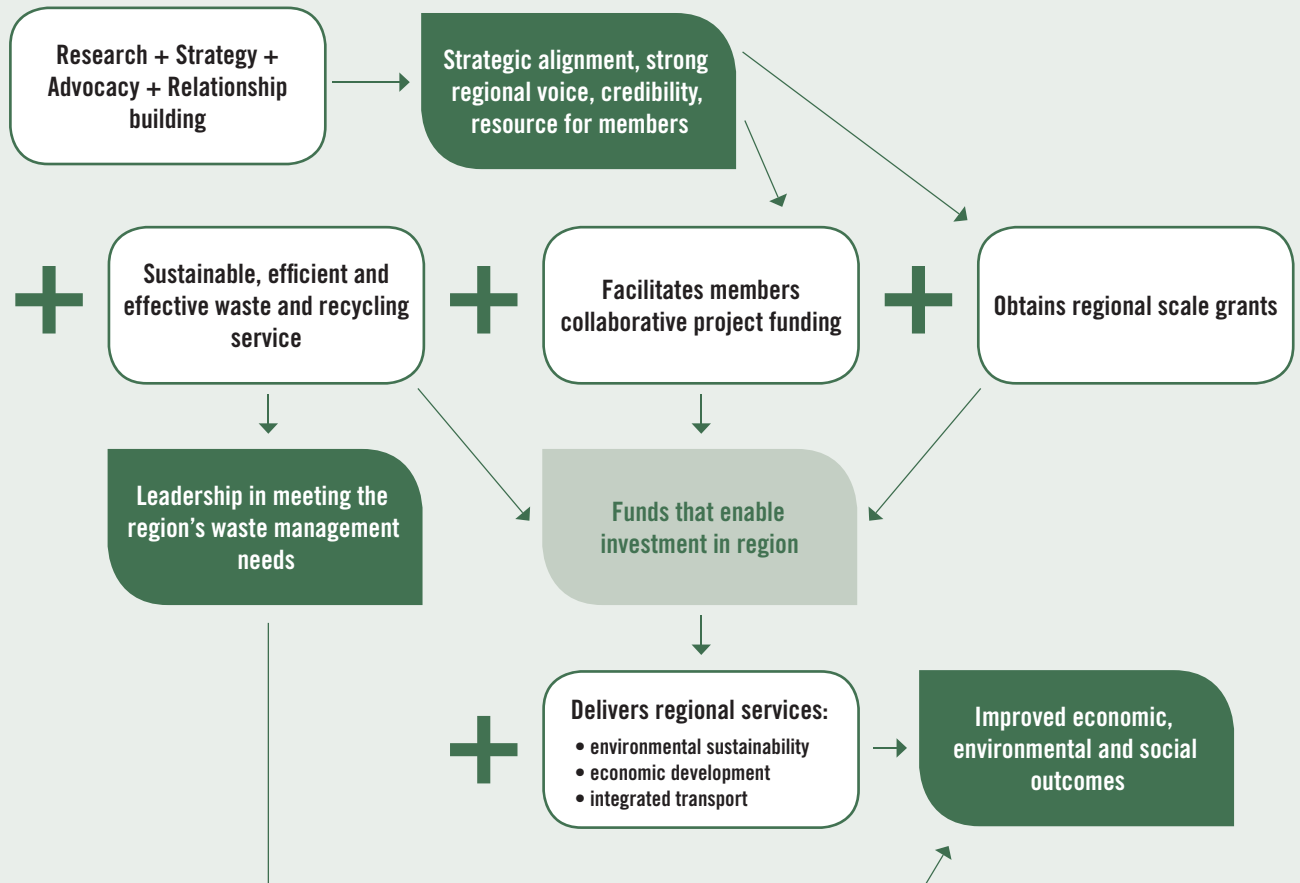 Research + Strategy +
Advocacy + Relationship
building
Strategic alignment, strong
regional voice, credibility,
resource for members
+
Sustainable, efficient and
effective waste and recycling
service
+
Facilitates members
collaborative project funding
+
Obtains regional scale grants
Leadership in meeting the
region's waste management
needs
Funds that enable
investment in region
+
Delivers regional services:
• environmental sustainability
• economic development
• integrated transport
Improved economic,
environmental and social
outcomes